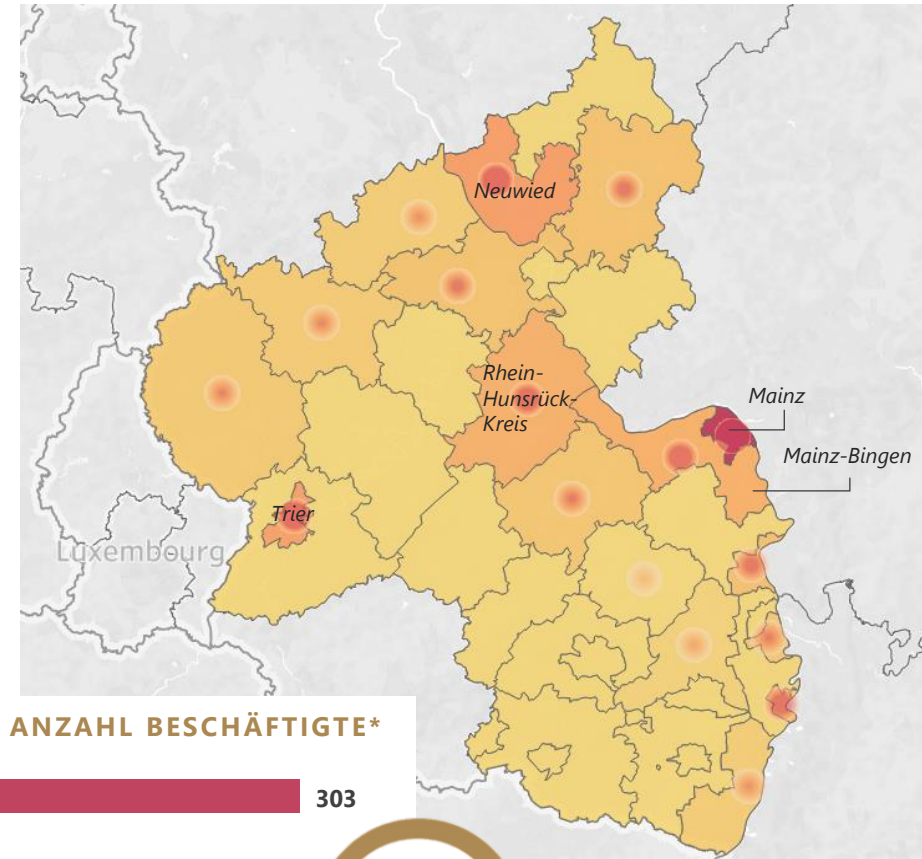 Neuwied
Rhein-
Hunsrück-
Kreis
Mainz
Mainz-Bingen
Trier
Luxembourg
ANZAHL BESCHÄFTIGTE*
303